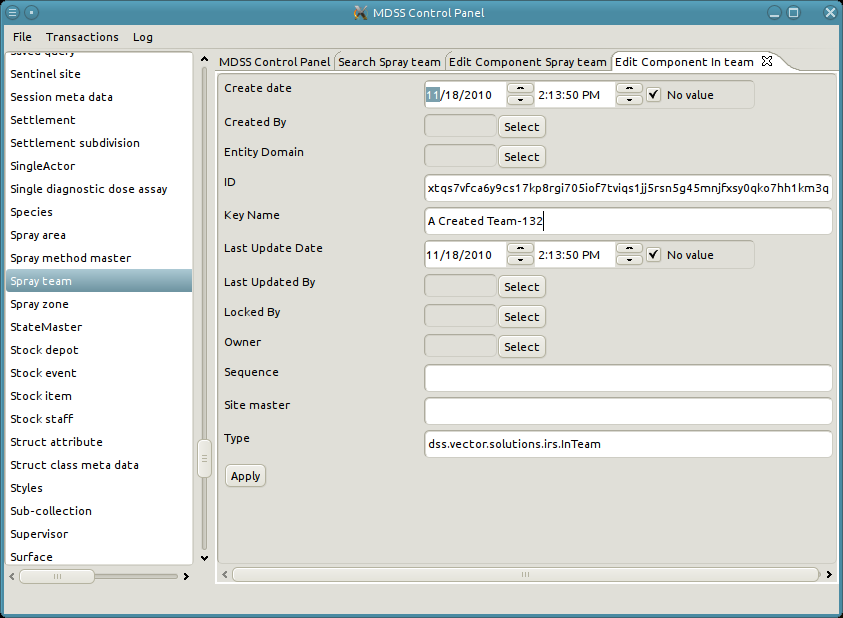 MDSS Control Panel
File Transactions Log
Saved query
Sentinel site
Session meta data
Settlement
Settlement subdivision
SingleActor
Single diagnostic dose assay
Species
Spray area
Spray method master
Spray team
Spray zone
StateMaster
Stock depot
Stock event
Stock item
Stock staff
Struct attribute
Struct class meta data
Styles
Sub-collection
Supervisor
Surface
MDSS Control Panel Search Spray team Edit Component Spray team Edit Component In team
Create date 11/18/2010 2:13:50 PM No value
Created By Select
Entity Domain Select
ID xtqs7vfca6y9cs17kp8rgi705iof7tviqs1jj5rsn5g45mnjfxsy0qko7hh1km3q
Key Name A Created Team-132
Last Update Date 11/18/2010 2:13:50 PM No value
Last Updated By Select
Locked By Select
Owner Select
Sequence
Site master
Type dss.vector.solutions.irs.InTeam
Apply